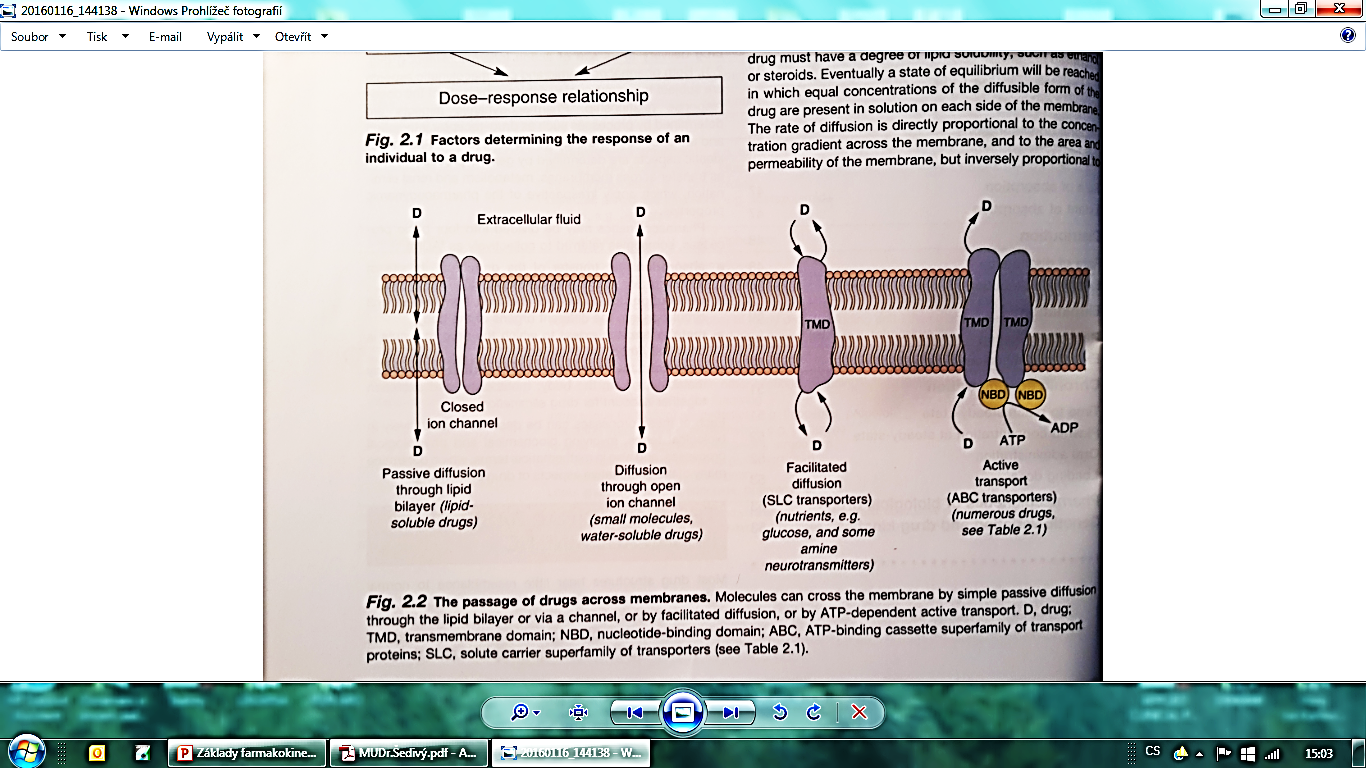 20160116_144138 - Windows Prohlížeč fotografií
Soubor Tisk E-mail Vypálit Otevřít
Dose–response relationship
Fig. 2.1 Factors determining the response of an
individual to a drug.
drug must have a degree of lipid solubility, such as ethanol
or steroids. Eventually a state of equilibrium will be reached
in which equal concentrations of the diffusible form of the
drug are present in solution on each side of the membrane.
The rate of diffusion is directly proportional to the concen-
tration gradient across the membrane, and to the area and
permeability of the membrane, but inversely proportional to
D
Extracellular fluid
D
D
D
TMD
TMD
TMD
NBD
NBD
Closed
ion channel
D
D
D
D
ATP
ADP
Passive diffusion
through lipid
bilayer (lipid-
soluble drugs)
Diffusion
through open
ion channel
(small molecules,
water-soluble drugs)
Facilitated
diffusion
(SLC transporters)
(nutrients, e.g.
glucose, and some
amine
neurotransmitters)
Active
transport
(ABC transporters)
(numerous drugs,
see Table 2.1)
Fig. 2.2 The passage of drugs across membranes. Molecules can cross the membrane by simple passive diffusion
through the lipid bilayer or via a channel, or by facilitated diffusion, or by ATP-dependent active transport. D, drug;
TMD, transmembrane domain; NBD, nucleotide-binding domain; ABC, ATP-binding cassette superfamily of transport
proteins; SLC, solute carrier superfamily of transporters (see Table 2.1).
Základy farmakokine...
MUDr.Sedivý.pdf - A...
20160116_144138 - W...
CS
15:03